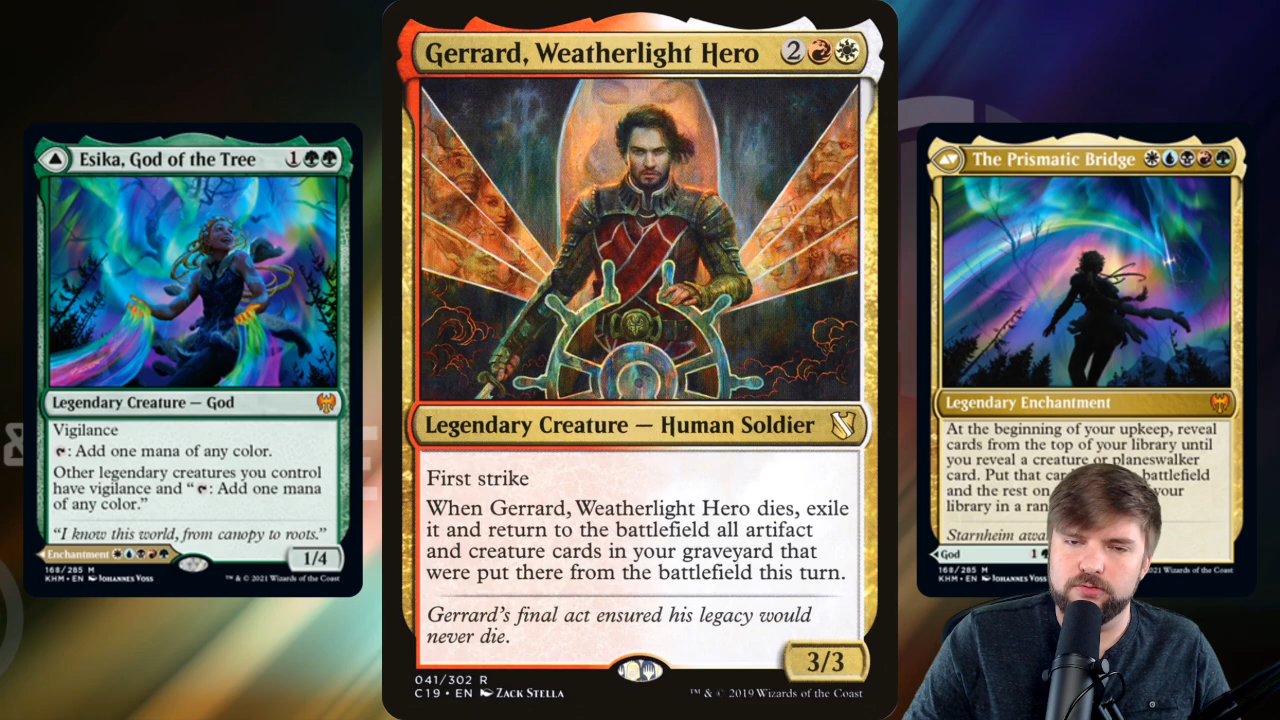 Esika, God of the Tree 1
Legendary Creature — God
Vigilance
: Add one mana of any color.
Other legendary creatures you control
have vigilance and “ : Add one mana
of any color.”
“I know this world, from canopy to roots.”
Enchantment
1/4
168/285 M
KHM • EN Johannes Voss
™ & © 2021 Wizards of the Coast
Gerrard, Weatherlight Hero 2
Legendary Creature — Human Soldier
First strike
When Gerrard, Weatherlight Hero dies, exile
it and return to the battlefield all artifact
and creature cards in your graveyard that
were put there from the battlefield this turn.
Gerrard’s final act ensured his legacy would
never die.
3/3
041/302 R
C19 • EN Zack Stella
™ & © 2019 Wizards of the Coast
The Prismatic Bridge
Legendary Enchantment
At the beginning of your upkeep, reveal
cards from the top of your library until
you reveal a creature or planeswalker
card. Put that battlefield
and the rest on your
library in a
Starnheim
God 1
168/285 M
KHM • EN Johannes Voss
2021 Wizards of the Coast
&